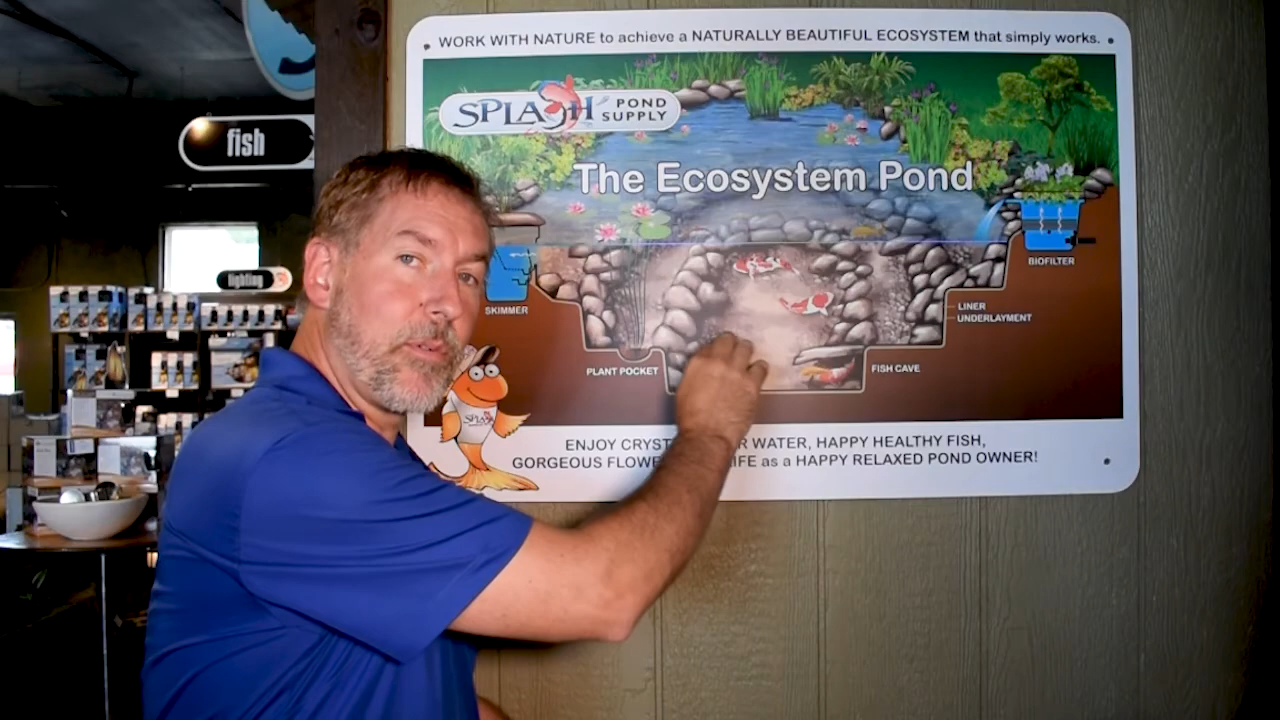 WORK WITH NATURE to achieve a NATURALLY BEAUTIFUL ECOSYSTEM that simply works.
SPLASH POND SUPPLY
fish
The Ecosystem Pond
lighting
BIOFILTER
SKIMMER
LINER
UNDERLAYMENT
PLANT POCKET
FISH CAVE
SPLASH
ENJOY CRYST R WATER, HAPPY HEALTHY FISH,
GORGEOUS FLOWE IFE as a HAPPY RELAXED POND OWNER!